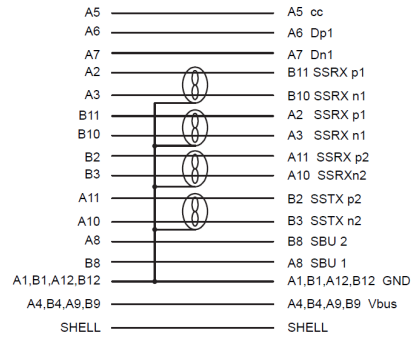 A5 A5 cc
A6 A6 Dp1
A7 A7 Dn1
A2 B11 SSRX p1
A3 B10 SSRX n1
B11 A2 SSRX p1
B10 A3 SSRX n1
B2 A11 SSRX p2
B3 A10 SSRXn2
A11 B2 SSTX p2
A10 B3 SSTX n2
A8 B8 SBU 2
B8 A8 SBU 1
A1,B1,A12,B12 A1,B1,A12,B12 GND
A4,B4,A9,B9 A4,B4,A9,B9 Vbus
SHELL SHELL